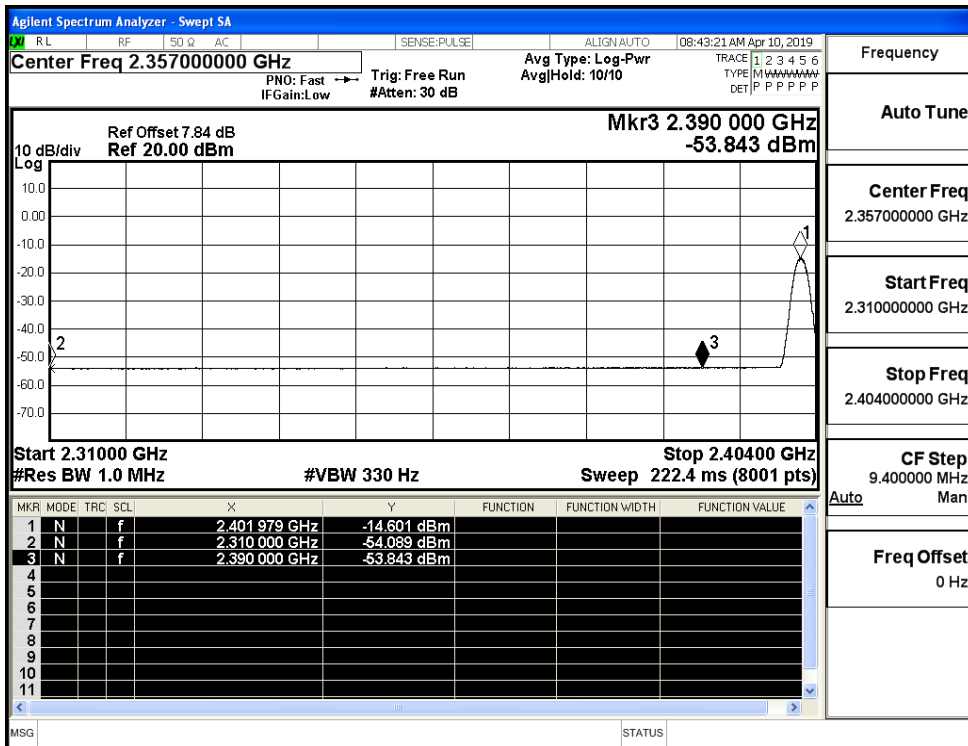 Agilent Spectrum Analyzer - Swept SA
LXI RL RF 50 Ω AC SENSE:PULSE ALIGN AUTO 08:43:21 AM Apr 10, 2019
Center Freq 2.357000000 GHz
PNO: Fast
IFGain:Low
Trig: Free Run
#Atten: 30 dB
Avg Type: Log-Pwr
Avg|Hold: 10/10
TRACE 1 2 3 4 5 6
TYPE M W W W W W
DET P P P P P P
Mkr3 2.390 000 GHz
-53.843 dBm
Ref Offset 7.84 dB
10 dB/div Ref 20.00 dBm
Log
10.0
0.00
-10.0
-20.0
-30.0
-40.0
-50.0
-60.0
-70.0
1
2
3
Start 2.31000 GHz Stop 2.40400 GHz
#Res BW 1.0 MHz #VBW 330 Hz Sweep 222.4 ms (8001 pts)
MKR MODE TRC SCL X Y FUNCTION FUNCTION WIDTH FUNCTION VALUE
1 N f 2.401 979 GHz -14.601 dBm
2 N f 2.310 000 GHz -54.089 dBm
3 N f 2.390 000 GHz -53.843 dBm
4
5
6
7
8
9
10
11
MSG STATUS
Frequency
Auto Tune
Center Freq
2.357000000 GHz
Start Freq
2.310000000 GHz
Stop Freq
2.404000000 GHz
CF Step
9.400000 MHz
Auto Man
Freq Offset
0 Hz